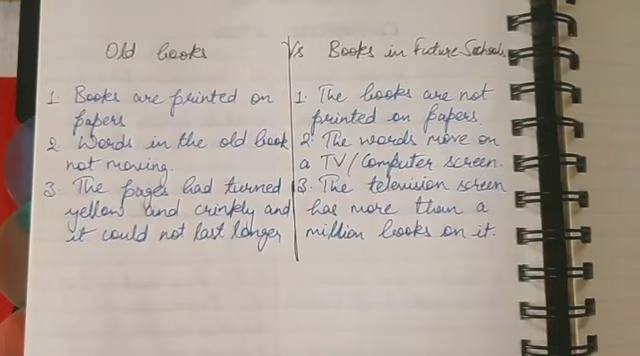 Old books Vs Books in Future Schools
1. Books are printed on
papers
2. Words in the old book
not moving.
3. The pages had turned
yellow and crinkly and
it could not last longer
1. The books are not
printed on papers.
2. The words move on
a TV/Computer screen.
3. The television screen
has more than a
million books on it.